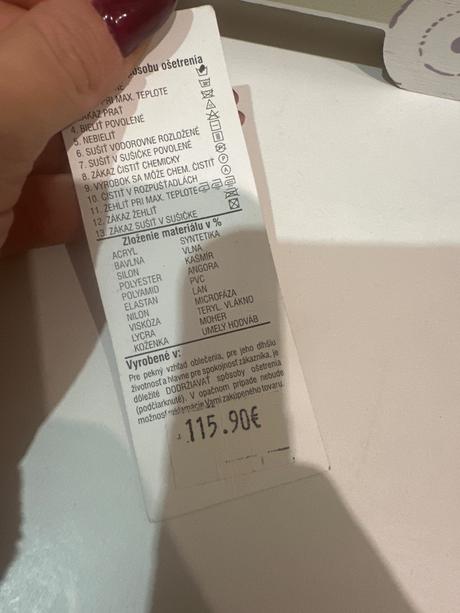 sobu ošetrenia
PRI MAX. TEPLOTE
ZÁKAZ PRAŤ
4. BIELIŤ POVOLENÉ
5. NEBIELIŤ
6. SUŠIŤ VODOROVNE ROZLOŽENÉ
7. SUŠIŤ V SUŠIČKE POVOLENÉ
8. ZÁKAZ ČISTIŤ CHEMICKY
9. VÝROBOK SA MÔŽE CHEM. ČISTIŤ
10. ČISTIŤ V ROZPUSŤADLÁCH
11. ŽEHLIŤ PRI MAX. TEPLOTE
12. ZÁKAZ ŽEHLIŤ
13. ZÁKAZ SUŠIŤ V SUŠIČKE
Zloženie materiálu v %
ACRYL SYNTETIKA
BAVLNA VLNA
SILON KAŠMÍR
POLYESTER ANGORA
POLYAMID PVC
ELASTAN LAN
NILON MICROFÁZA
VISKÓZA TERYL. VLÁKNO
LYCRA MOHER
KOŽENKA UMELÝ HODVÁB
Vyrobené v:
Pre pekný vzhľad oblečenia, pre jeho dlhšiu
životnosť a hlavne pre spokojnosť zákazníka, je
dôležité DODRŽIAVAŤ spôsoby ošetrenia
(podčiarknuté). V opačnom prípade nebude
možnosť reklamácie Vami zakúpeného tovaru.
115.90€